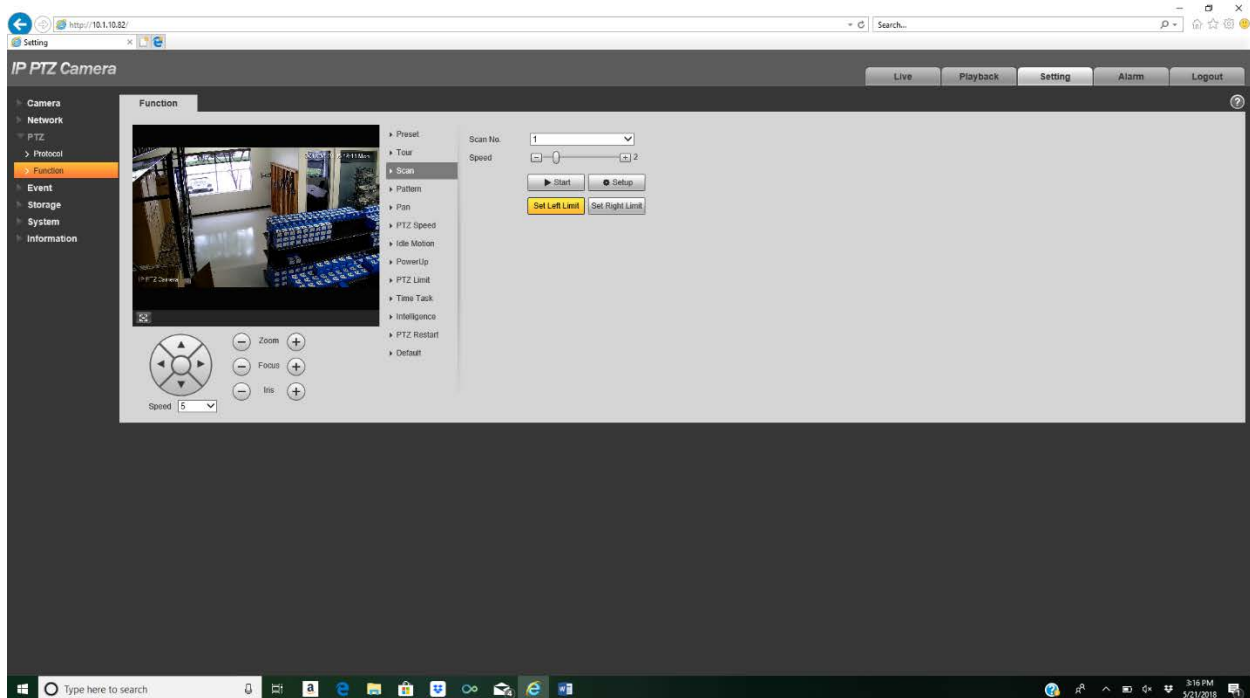 http://10.1.10.82/
Search...
Setting
IP PTZ Camera
Live
Playback
Setting
Alarm
Logout
Camera
Network
PTZ
Protocol
Function
Event
Storage
System
Information
Function
IP PTZ Camera
Speed 5
Zoom
Focus
Iris
Preset
Tour
Scan
Pattern
Pan
PTZ Speed
Idle Motion
PowerUp
PTZ Limit
Time Task
Intelligence
PTZ Restart
Default
Scan No. 1
Speed 2
Start Setup
Set Left Limit Set Right Limit
Type here to search
3:16 PM
5/21/2018